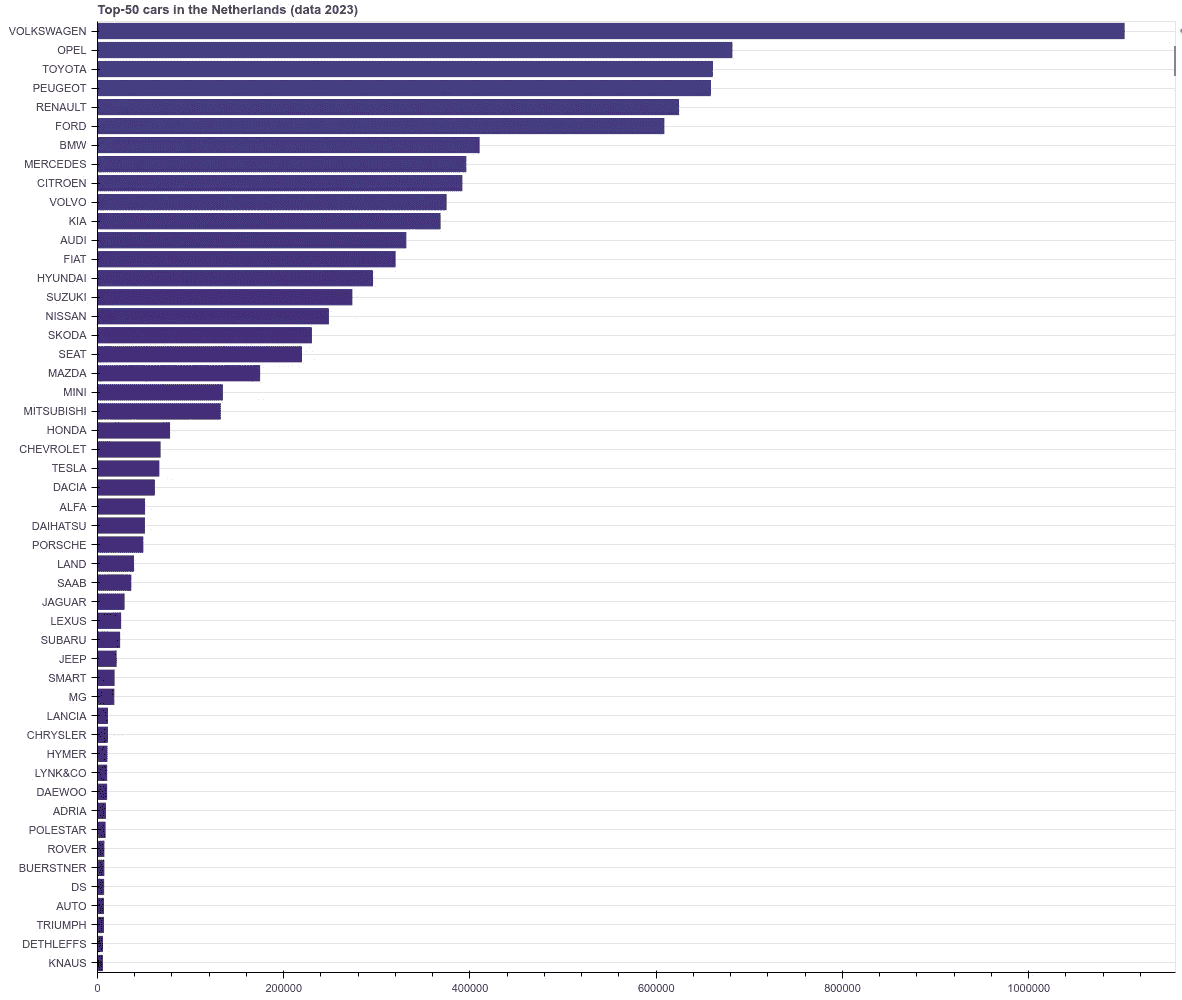 Top-50 cars in the Netherlands (data 2023)
VOLKSWAGEN
OPEL
TOYOTA
PEUGEOT
RENAULT
FORD
BMW
MERCEDES
CITROEN
VOLVO
KIA
AUDI
FIAT
HYUNDAI
SUZUKI
NISSAN
SKODA
SEAT
MAZDA
MINI
MITSUBISHI
HONDA
CHEVROLET
TESLA
DACIA
ALFA
DAIHATSU
PORSCHE
LAND
SAAB
JAGUAR
LEXUS
SUBARU
JEEP
SMART
MG
LANCIA
CHRYSLER
HYMER
LYNK&CO
DAEWOO
ADRIA
POLESTAR
ROVER
BUERSTNER
DS
AUTO
TRIUMPH
DETHLEFFS
KNAUS
0 200000 400000 600000 800000 1000000